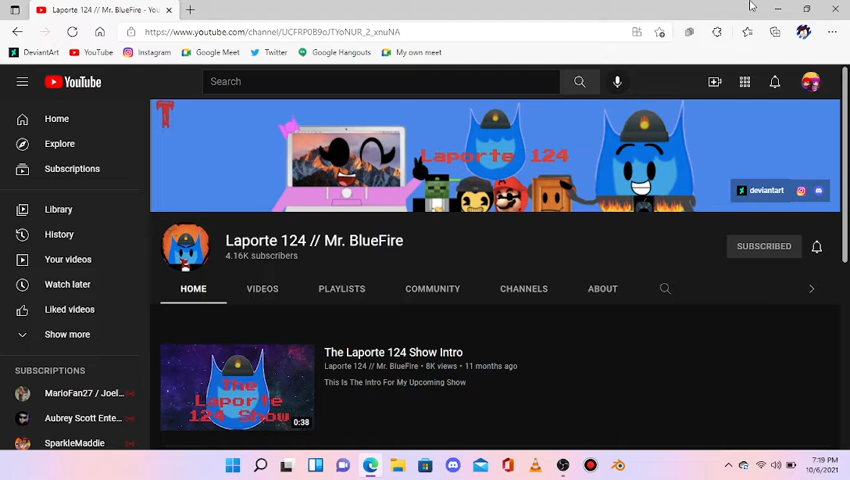 Laporte 124 // Mr. BlueFire - You
https://www.youtube.com/channel/UCFRP0B9oJTYoNUR_2_xnuNA
DeviantArt YouTube Instagram Google Meet Twitter Google Hangouts My own meet
YouTube
Search
Home
Explore
Subscriptions
Library
History
Your videos
Watch later
Liked videos
Show more
SUBSCRIPTIONS
MarioFan27 / Joel...
Aubrey Scott Ente...
SparkleMaddie
Laporte 124
deviantart
Laporte 124 // Mr. BlueFire
4.16K subscribers
SUBSCRIBED
HOME VIDEOS PLAYLISTS COMMUNITY CHANNELS ABOUT
The
Laporte
124 Show
0:38
The Laporte 124 Show Intro
Laporte 124 // Mr. BlueFire • 8K views • 11 months ago
This Is The Intro For My Upcoming Show
7:19 PM
10/6/2021